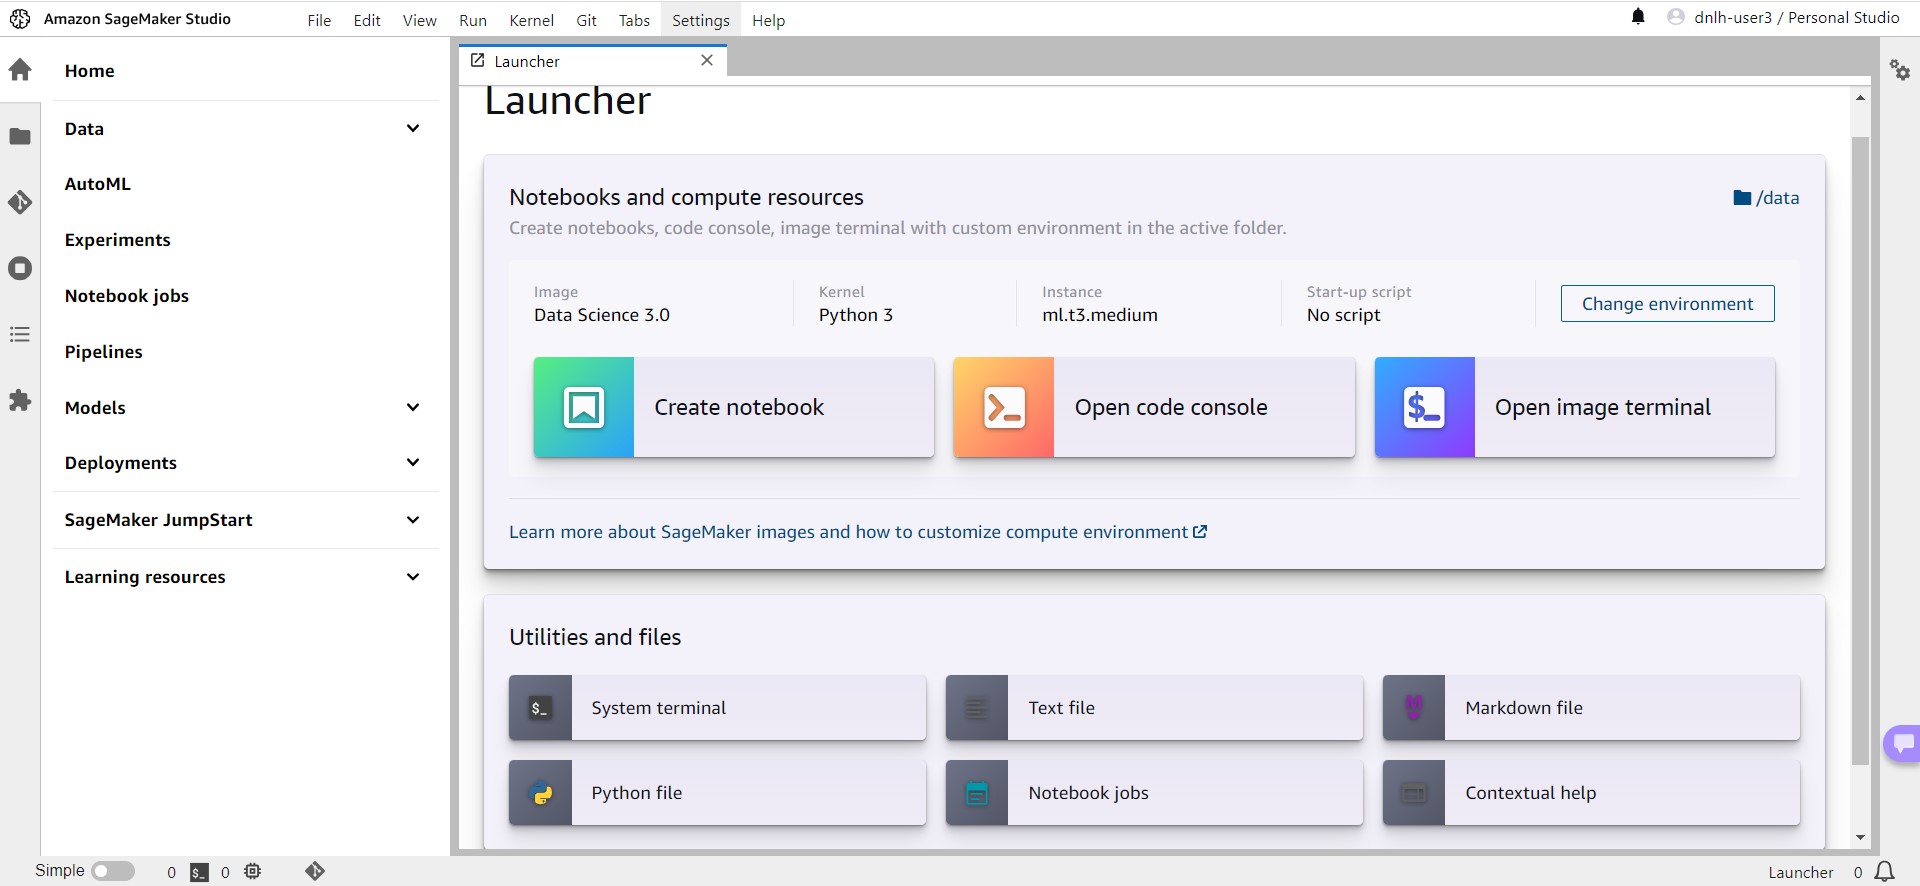 Amazon SageMaker Studio
File Edit View Run Kernel Git Tabs Settings Help
dnlh-user3 / Personal Studio
Home
Data
AutoML
Experiments
Notebook jobs
Pipelines
Models
Deployments
SageMaker JumpStart
Learning resources
Launcher
Launcher
Notebooks and compute resources
/data
Create notebooks, code console, image terminal with custom environment in the active folder.
Image
Data Science 3.0
Kernel
Python 3
Instance
ml.t3.medium
Start-up script
No script
Change environment
Create notebook
$_
Open code console
Open image terminal
Learn more about SageMaker images and how to customize compute environment
Utilities and files
$_
System terminal
Text file
M
Markdown file
Python file
Notebook jobs
Contextual help
Simple
0
$_
0
Launcher
0